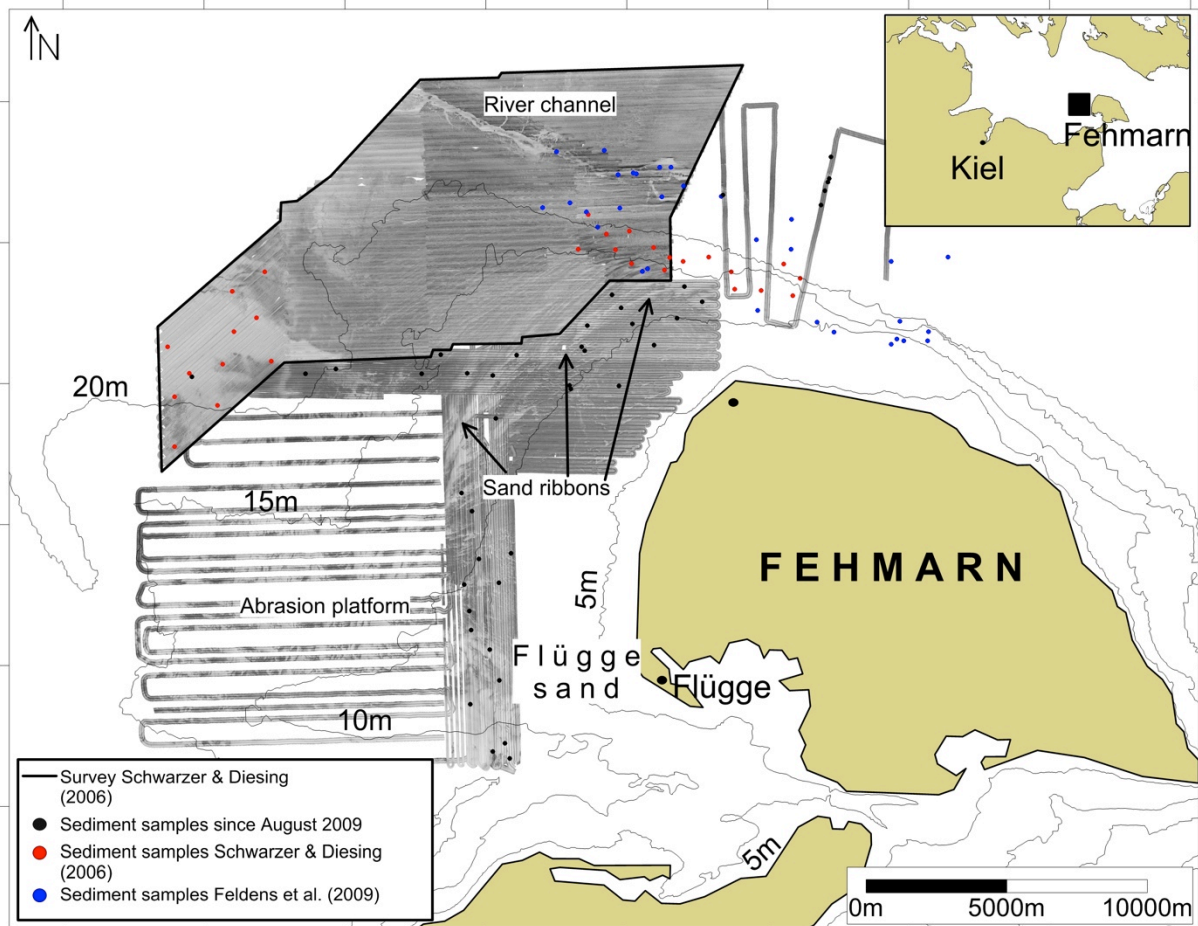 N
River channel
Fehmarn
Kiel
20m
Sand ribbons
15m
FEHMARN
5m
Abrasion platform
Flügge
sand
Flügge
10m
Survey Schwarzer & Diesing
(2006)
Sediment samples since August 2009
Sediment samples Schwarzer & Diesing
(2006)
Sediment samples Feldens et al. (2009)
5m
0m 5000m 10000m